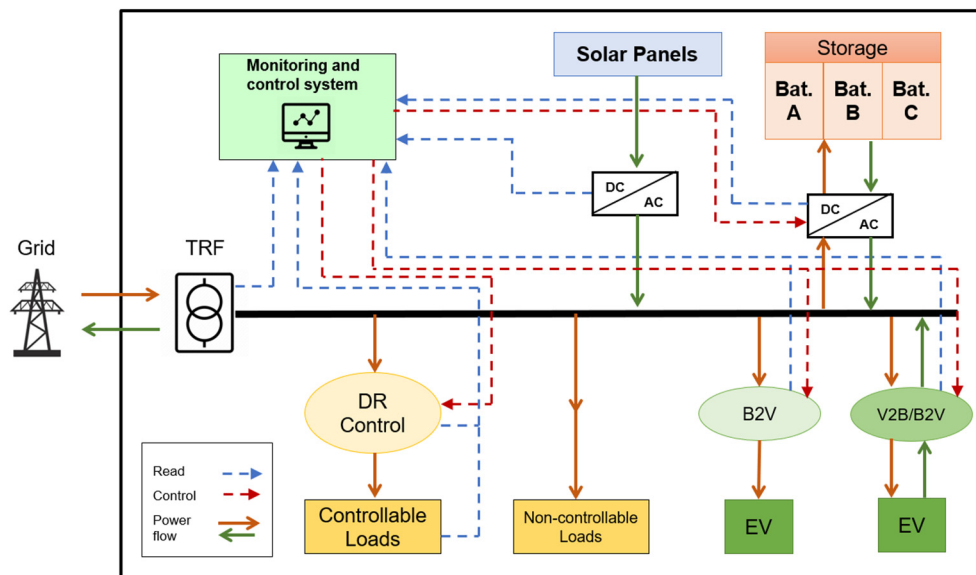 Monitoring and
control system
Solar Panels
Storage
Bat.
A
Bat.
B
Bat.
C
DC
AC
DC
AC
Grid
TRF
DR
Control
B2V
V2B/B2V
Read
Control
Power
flow
Controllable
Loads
Non-controllable
Loads
EV
EV